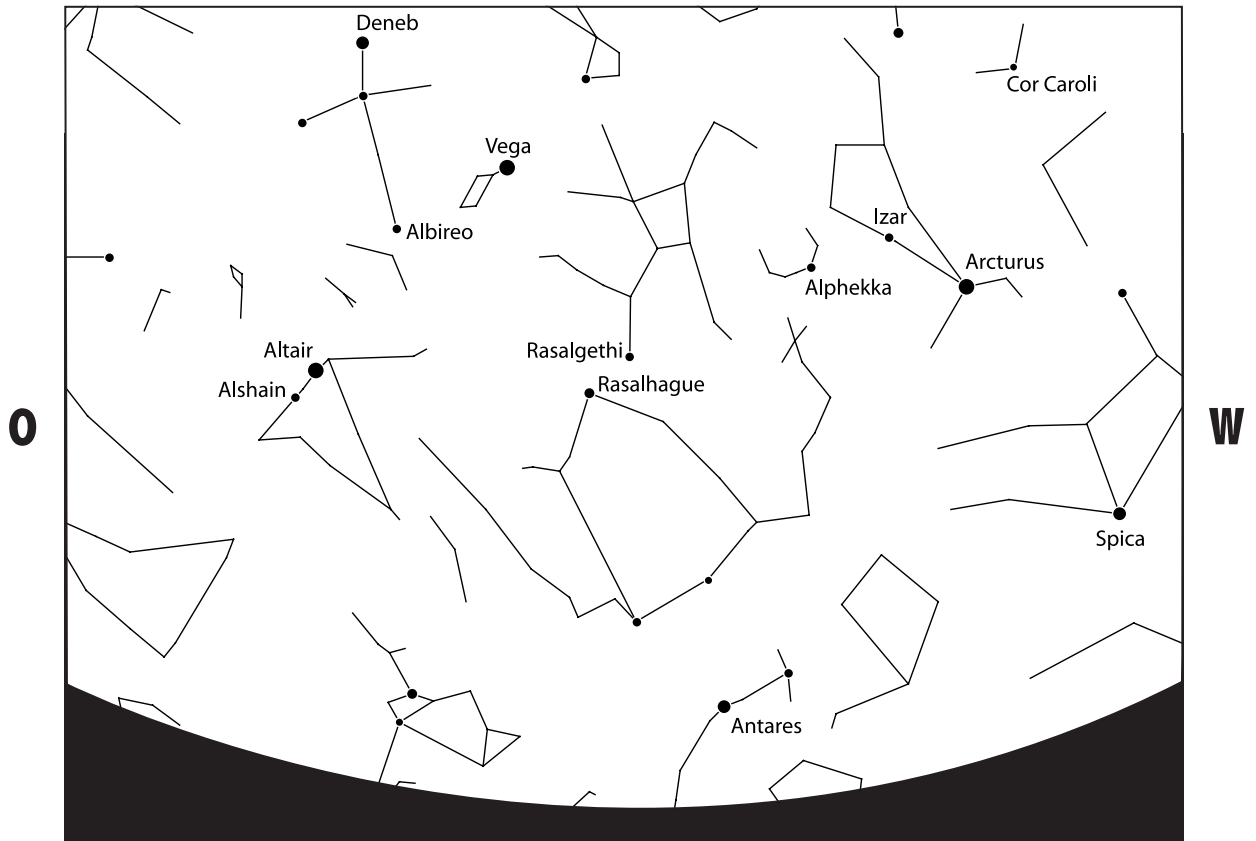 Deneb
Cor Caroli
Vega
Albireo
Izar
Arcturus
Alphekka
Altair
Rasalgethi
Alshain
Rasalhague
O
W
Spica
Antares